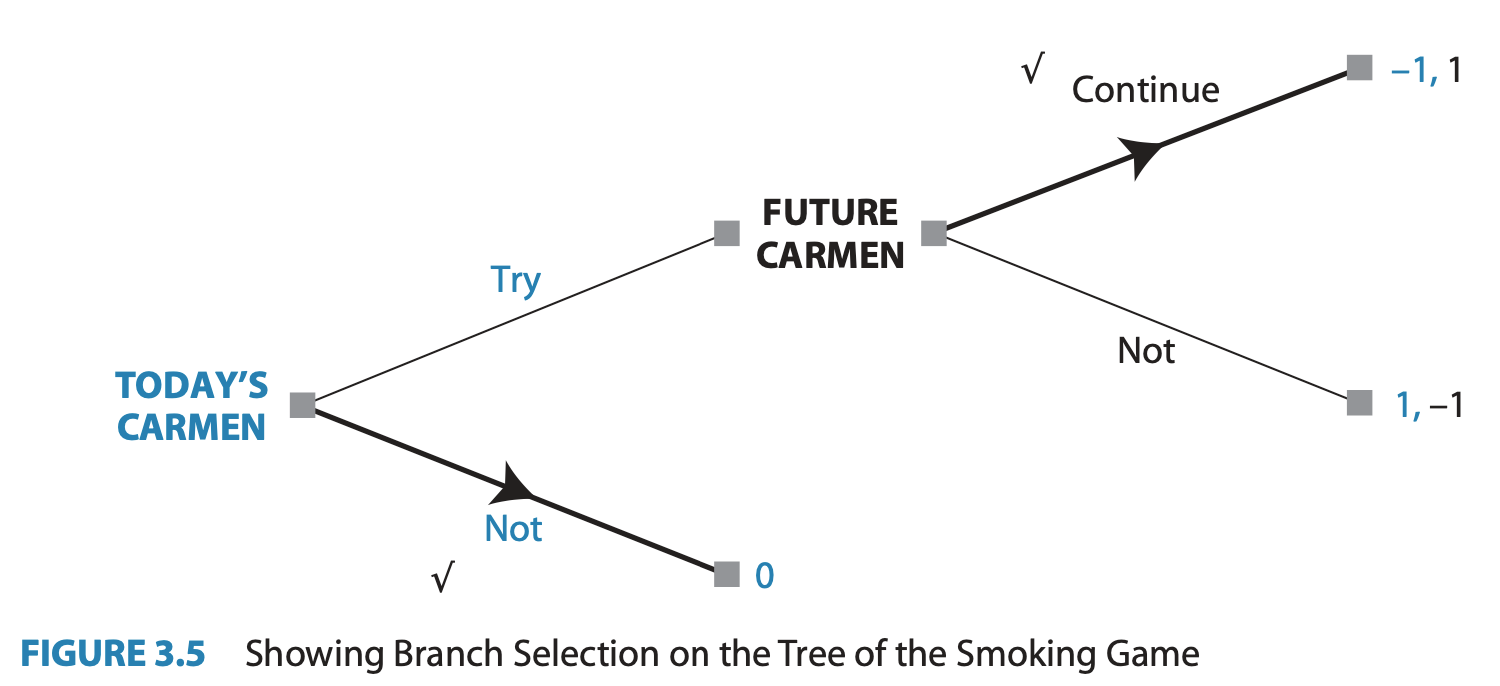 √ Continue
–1, 1
FUTURE
CARMEN
Try
Not
1, –1
TODAY’S
CARMEN
Not
√
0
FIGURE 3.5 Showing Branch Selection on the Tree of the Smoking Game